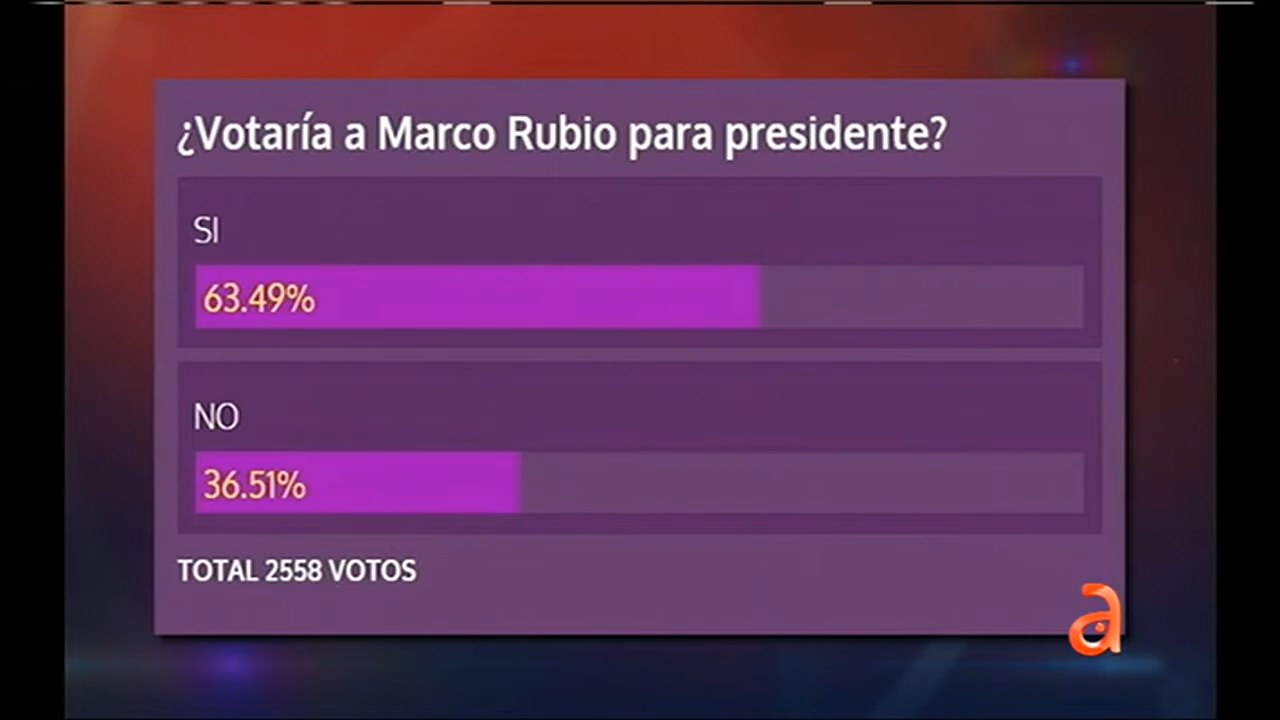 ¿Votaría a Marco Rubio para presidente?
SI
63.49%
NO
36.51%
TOTAL 2558 VOTOS
a